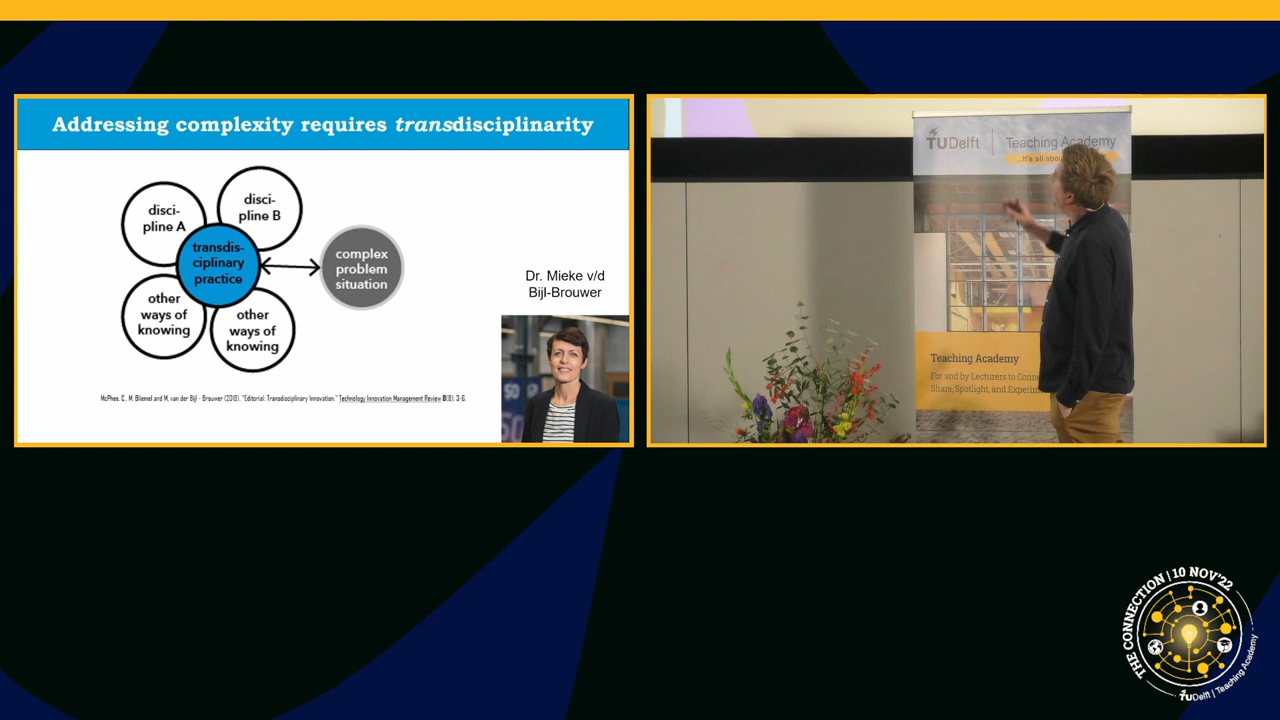 Addressing complexity requires transdisciplinarity
disci-
pline A
disci-
pline B
transdis-
ciplinary
practice
complex
problem
situation
other
ways of
knowing
other
ways of
knowing
Dr. Mieke v/d
Bijl-Brouwer
McPhee, C., M. Bliemel and M. van der Bijl - Brouwer (2018). "Editorial: Transdisciplinary Innovation." Technology Innovation Management Review 8(8): 3-6.
TUDelft
Teaching Academy
...it's all abou
Teaching Academy
For and by Lecturers to Conne
Share, Spotlight, and Experim
THE CONNECTION | 10 NOV'22
TUDelft | Teaching Academy